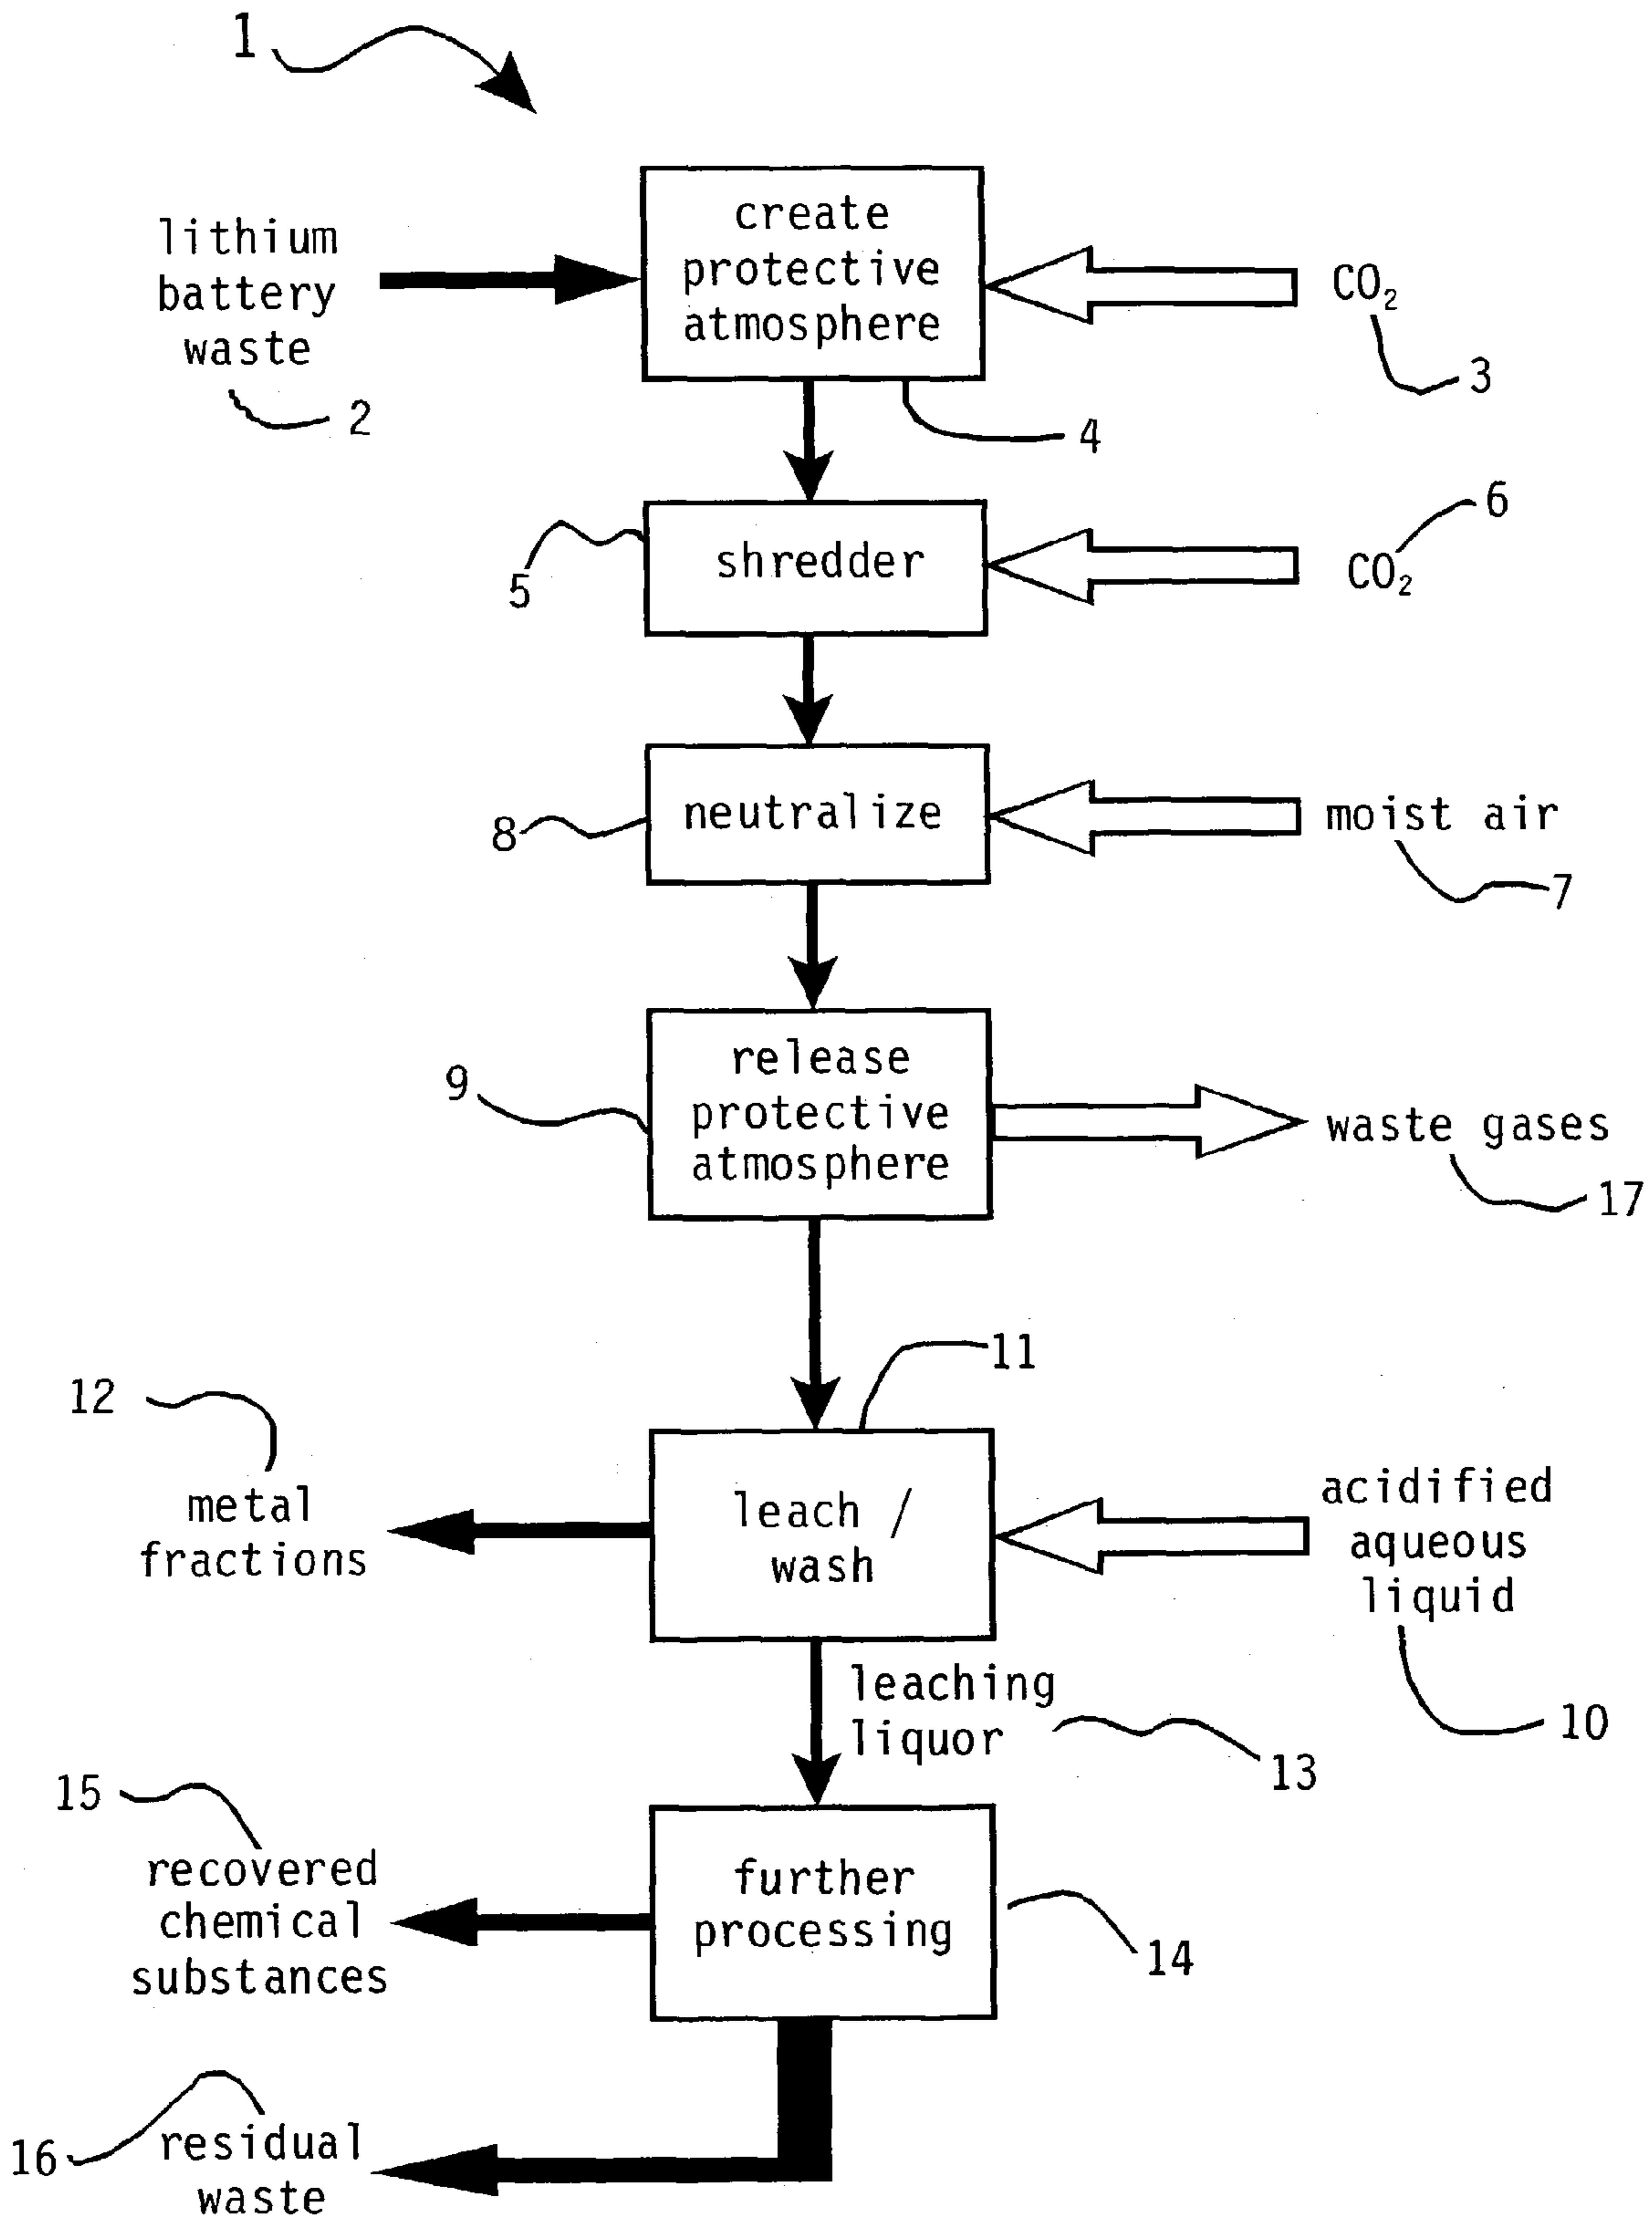 1
lithium
battery
waste
2
create
protective
atmosphere
CO₂
3
4
5
shredder
CO₂
6
8
neutralize
moist air
7
9
release
protective
atmosphere
waste gases
17
11
12
metal
fractions
leach /
wash
acidified
aqueous
liquid
10
leaching
liquor
13
15
recovered
chemical
substances
further
processing
14
16
residual
waste